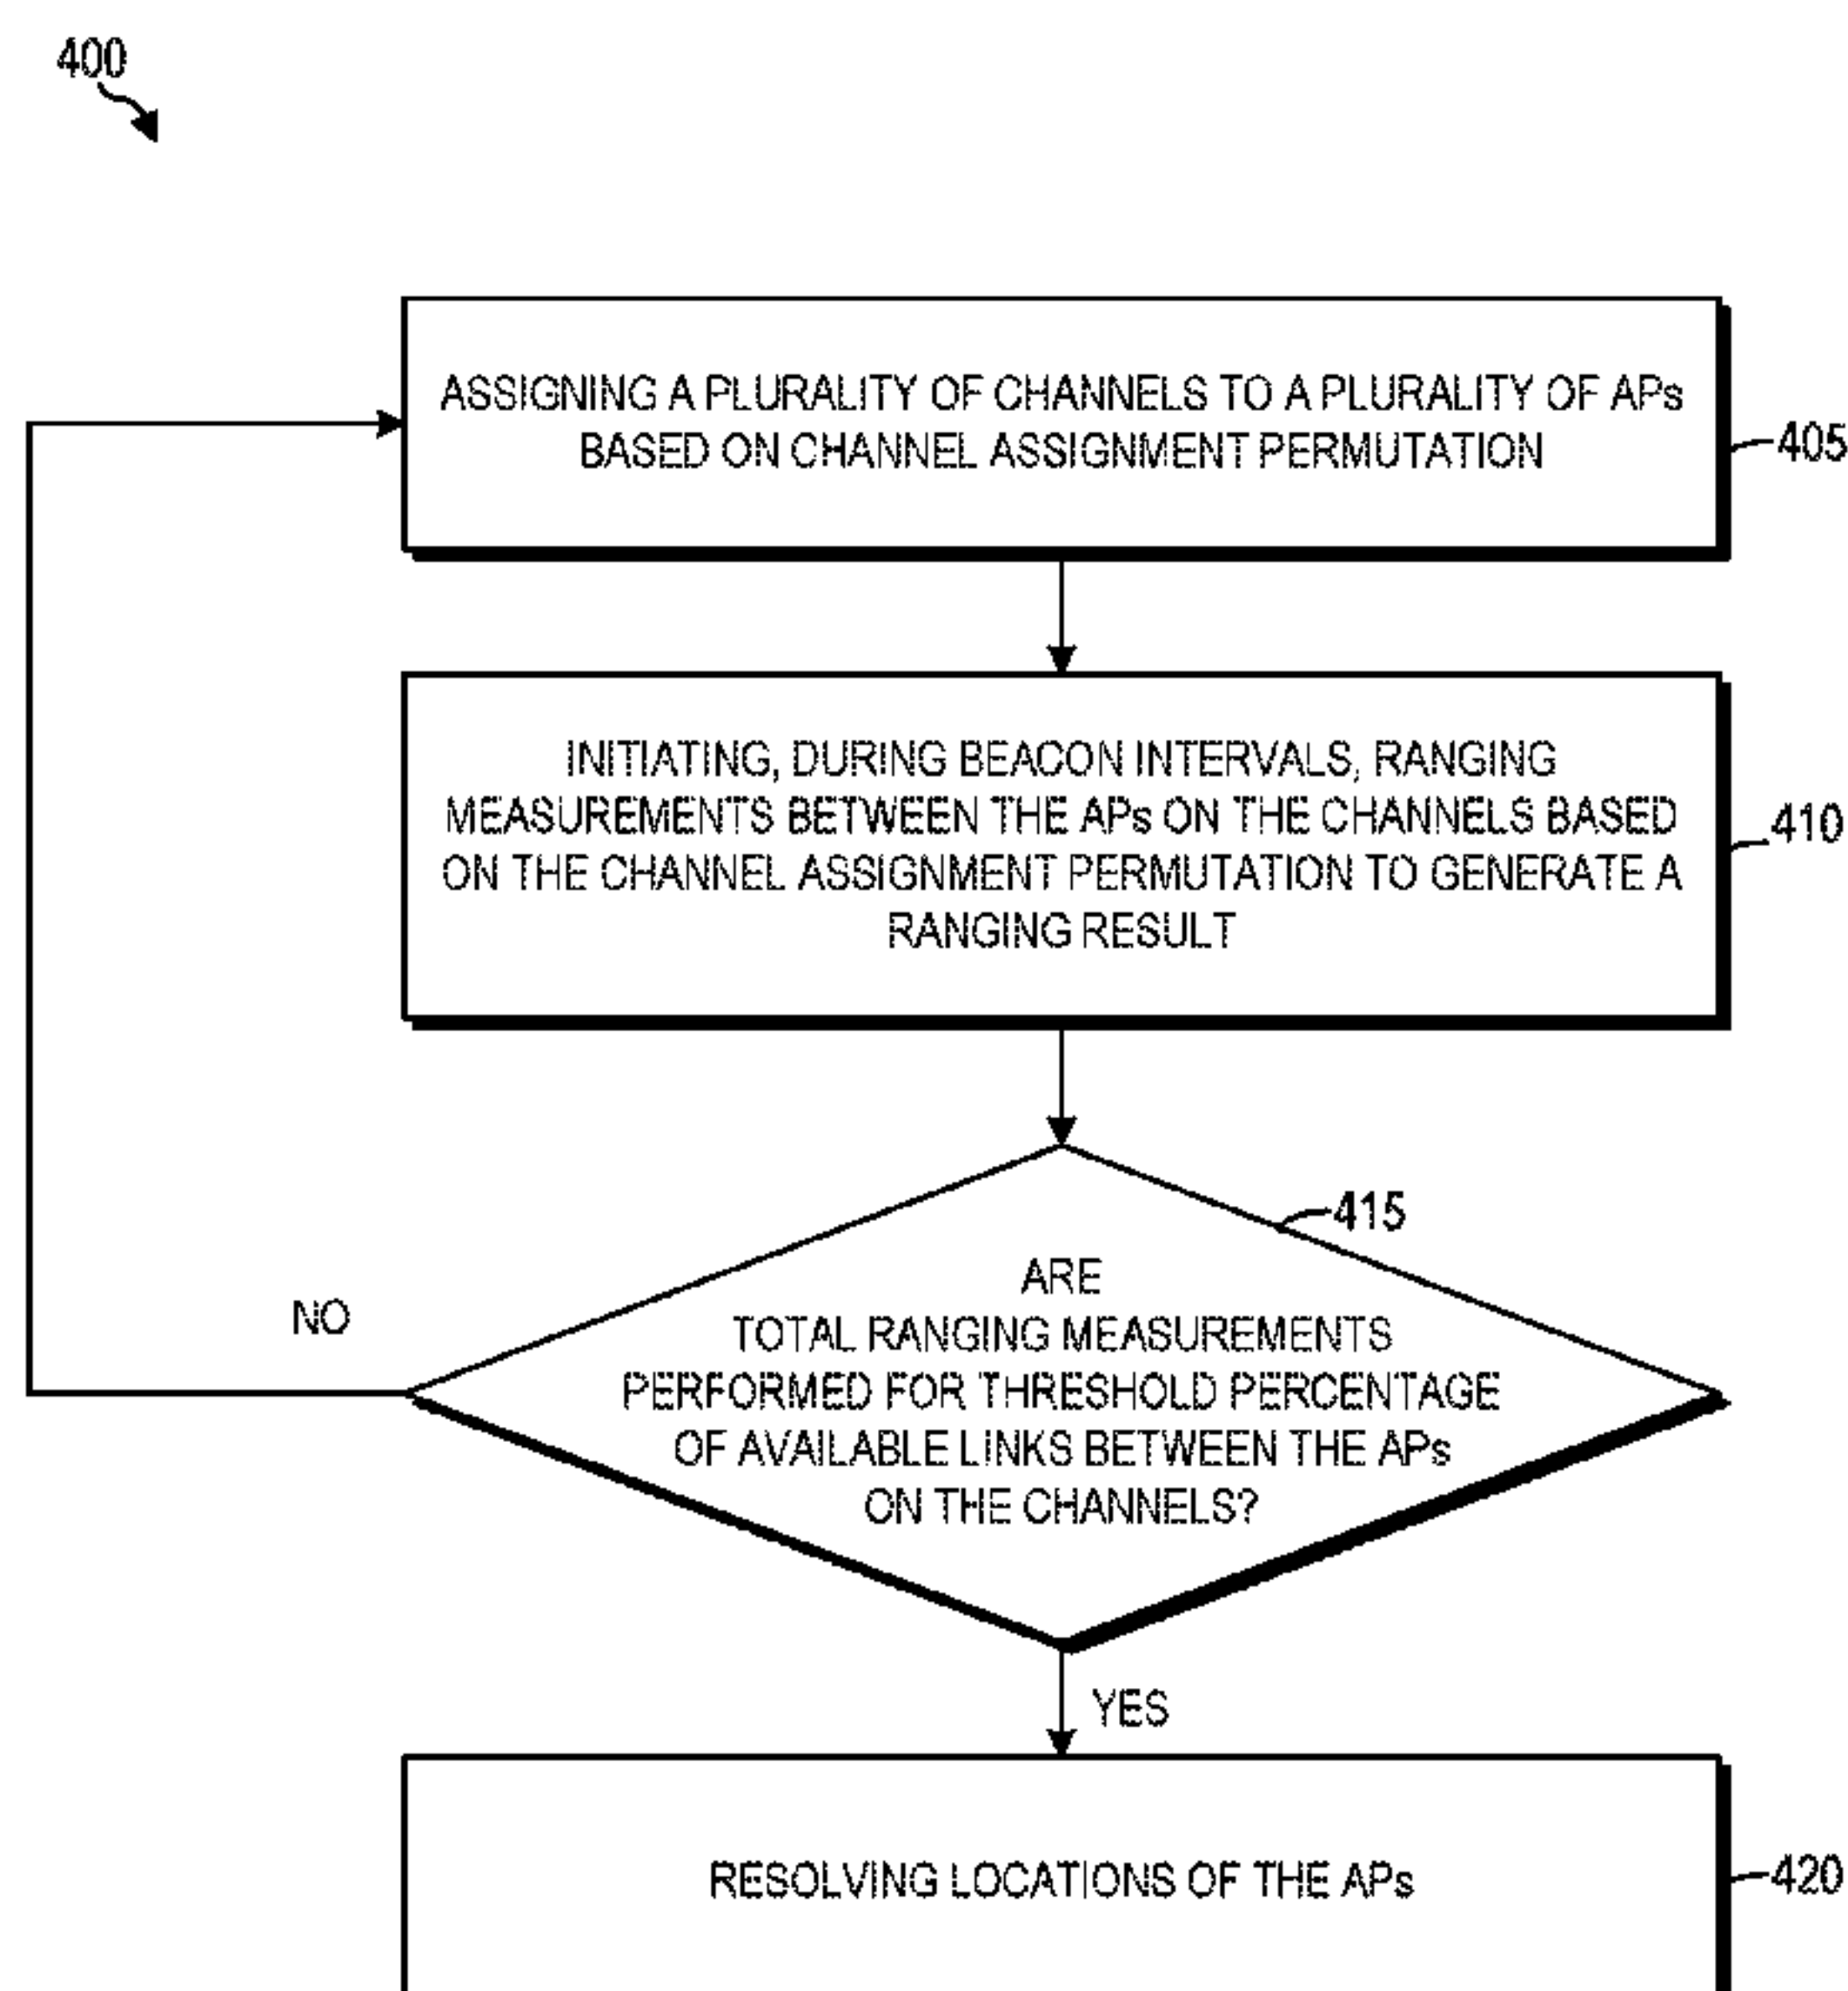 400
ASSIGNING A PLURALITY OF CHANNELS TO A PLURALITY OF APs
BASED ON CHANNEL ASSIGNMENT PERMUTATION
405
INITIATING, DURING BEACON INTERVALS, RANGING
MEASUREMENTS BETWEEN THE APs ON THE CHANNELS BASED
ON THE CHANNEL ASSIGNMENT PERMUTATION TO GENERATE A
RANGING RESULT
410
415
ARE
TOTAL RANGING MEASUREMENTS
PERFORMED FOR THRESHOLD PERCENTAGE
OF AVAILABLE LINKS BETWEEN THE APs
ON THE CHANNELS?
NO
YES
RESOLVING LOCATIONS OF THE APs
420